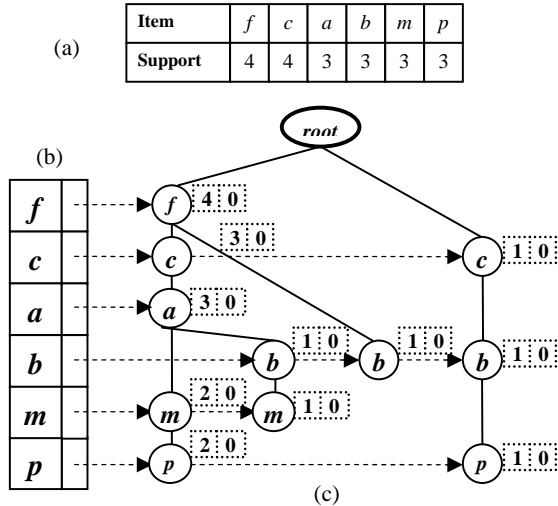 (a)
Item f c a b m p
Support 4 4 3 3 3 3
root
(b)
f f 4 0
3 0
c c c 1 0
a a 3 0
1 0 1 0
b b b b 1 0
2 0
m m m 1 0
2 0
p p p 1 0
(c)